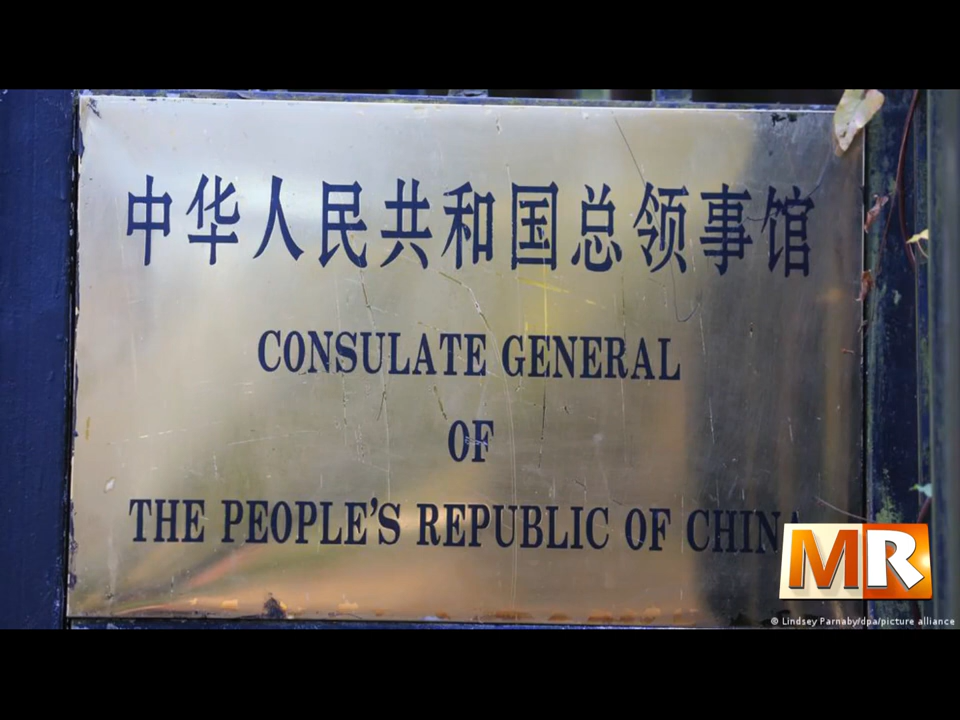 中华人民共和国总领事馆
CONSULATE GENERAL
OF
THE PEOPLE'S REPUBLIC OF CHINA
MR
© Lindsey Parnaby/dpa/picture alliance